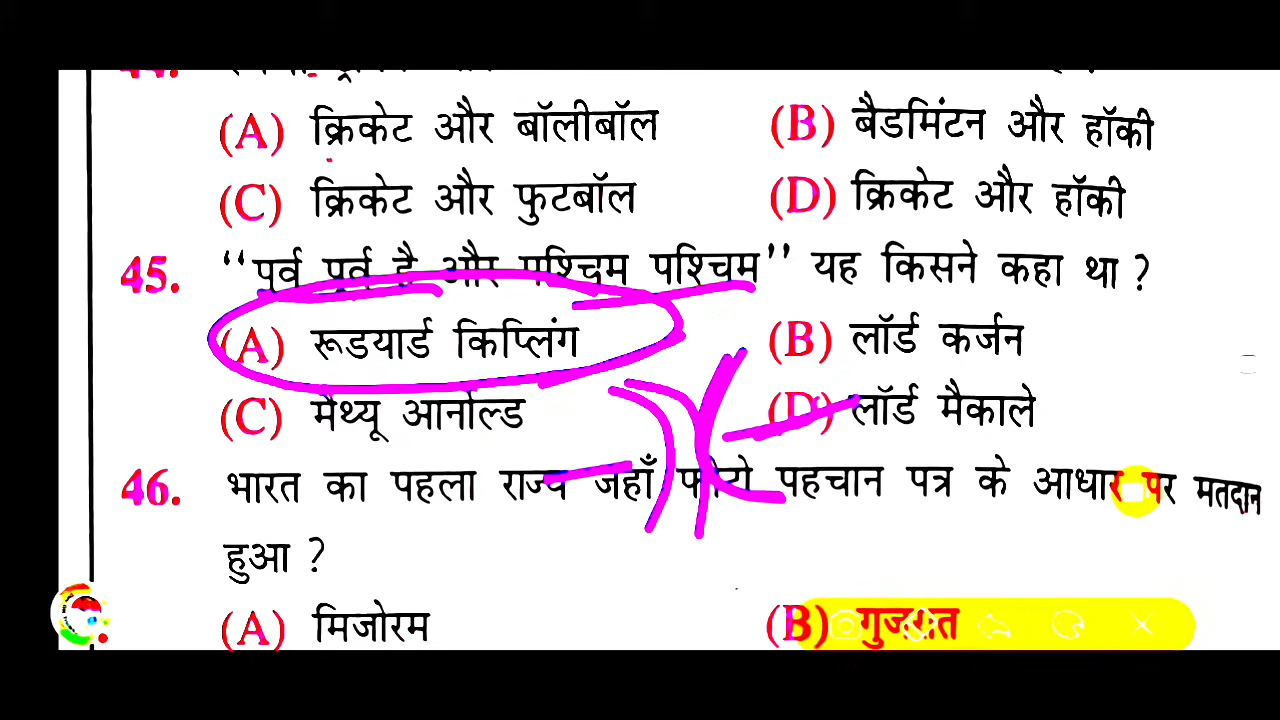 (A) क्रिकेट और बॉलीबॉल (B) बैडमिंटन और हॉकी
(C) क्रिकेट और फुटबॉल (D) क्रिकेट और हॉकी
45. “पूर्व पूर्व है और पश्चिम पश्चिम” यह किसने कहा था ?
(A) रूडयार्ड किप्लिंग (B) लॉर्ड कर्जन
(C) मैथ्यू आर्नोल्ड (D) लॉर्ड मैकाले
46. भारत का पहला राज्य जहाँ फोटो पहचान पत्र के आधार पर मतदान
हुआ ?
(A) मिजोरम (B) गुजरात